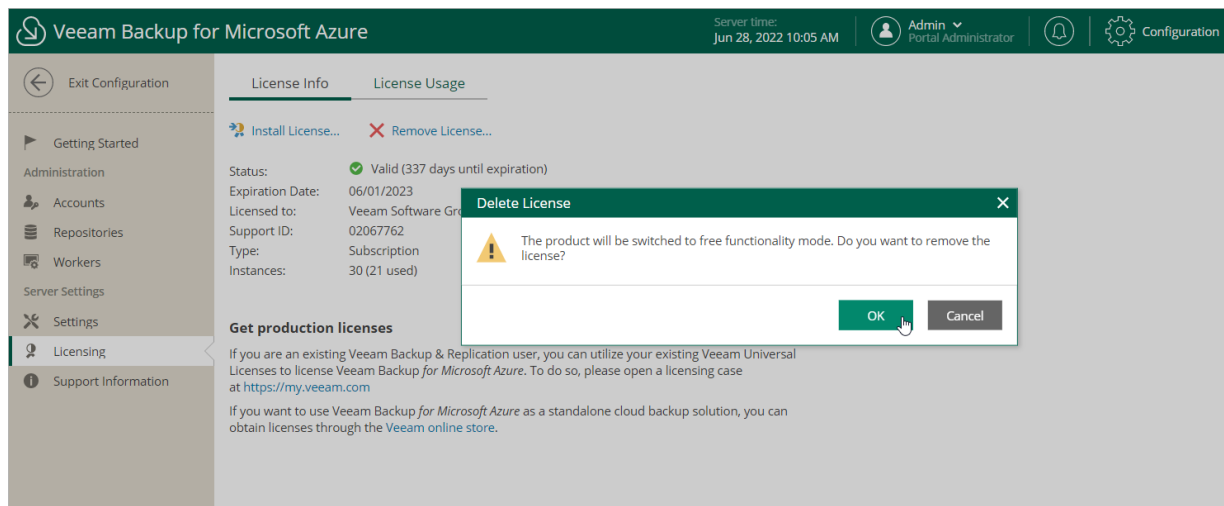 Veeam Backup for Microsoft Azure
Server time:
Jun 28, 2022 10:05 AM
Admin
Portal Administrator
Configuration
Exit Configuration
Getting Started
Administration
Accounts
Repositories
Workers
Server Settings
Settings
Licensing
Support Information
License Info License Usage
Install License... Remove License...
Status: Valid (337 days until expiration)
Expiration Date: 06/01/2023
Licensed to: Veeam Software Gro
Support ID: 02067762
Type: Subscription
Instances: 30 (21 used)
Delete License
The product will be switched to free functionality mode. Do you want to remove the
license?
OK Cancel
Get production licenses
If you are an existing Veeam Backup & Replication user, you can utilize your existing Veeam Universal
Licenses to license Veeam Backup for Microsoft Azure. To do so, please open a licensing case
at https://my.veeam.com
If you want to use Veeam Backup for Microsoft Azure as a standalone cloud backup solution, you can
obtain licenses through the Veeam online store.